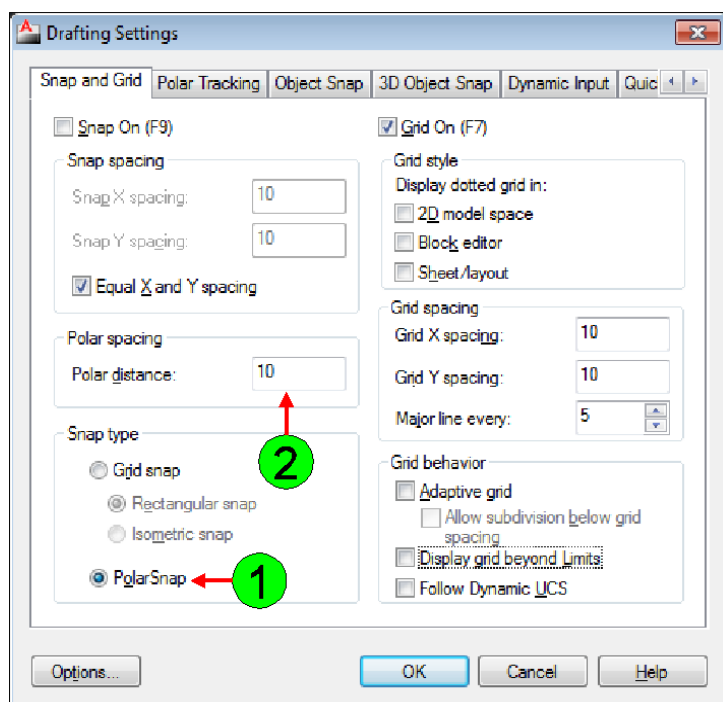 Drafting Settings
Snap and Grid
Polar Tracking
Object Snap
3D Object Snap
Dynamic Input
Quic
Snap On (F9)
Snap spacing
Snap X spacing:
10
Snap Y spacing:
10
Equal X and Y spacing
Polar spacing
Polar distance:
10
Snap type
2
Grid snap
Rectangular snap
Isometric snap
PolarSnap
1
Grid On (F7)
Grid style
Display dotted grid in:
2D model space
Block editor
Sheet/layout
Grid spacing
Grid X spacing:
10
Grid Y spacing:
10
Major line every:
5
Grid behavior
Adaptive grid
Allow subdivision below grid
spacing
Display grid beyond Limits
Follow Dynamic UCS
Options...
OK
Cancel
Help